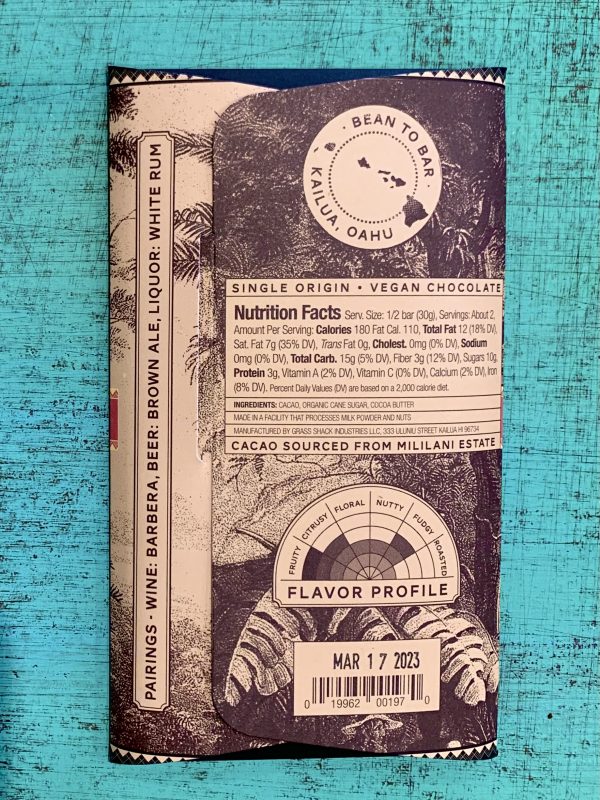 PAIRINGS · WINE: BARBERA, BEER: BROWN ALE, LIQUOR: WHITE RUM
· BEAN TO BAR ·
KAILUA, OAHU
SINGLE ORIGIN • VEGAN CHOCOLATE
Nutrition Facts Serv. Size: 1/2 bar (30g), Servings: About 2,
Amount Per Serving: Calories 180 Fat Cal. 110, Total Fat 12 (18% DV),
Sat. Fat 7g (35% DV), Trans Fat 0g, Cholest. 0mg (0% DV), Sodium
0mg (0% DV), Total Carb. 15g (5% DV), Fiber 3g (12% DV), Sugars 10g,
Protein 3g, Vitamin A (2% DV), Vitamin C (0% DV), Calcium (2% DV), Iron
(8% DV). Percent Daily Values (DV) are based on a 2,000 calorie diet.
INGREDIENTS: CACAO, ORGANIC CANE SUGAR, COCOA BUTTER
MADE IN A FACILITY THAT PROCESSES MILK POWDER AND NUTS
MANUFACTURED BY GRASS SHACK INDUSTRIES LLC, 333 ULUNIU STREET KAILUA HI 96734
CACAO SOURCED FROM MILILANI ESTATE
FRUITY CITRUSY FLORAL NUTTY FUDGY ROASTED
FLAVOR PROFILE
MAR 17 2023
0 19962 00197 0